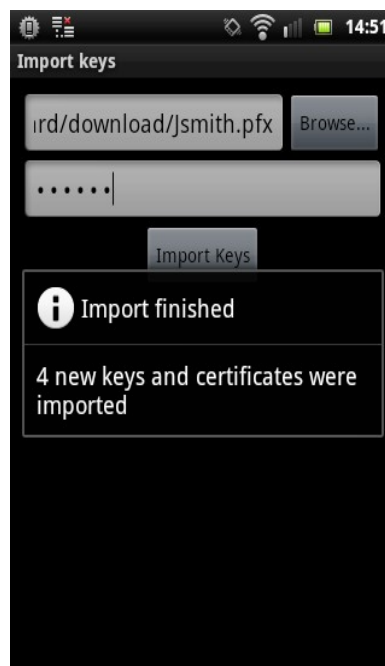 14:51
Import keys
ırd/download/Jsmith.pfx
Browse...
••••••
Import Keys
Import finished
4 new keys and certificates were
imported